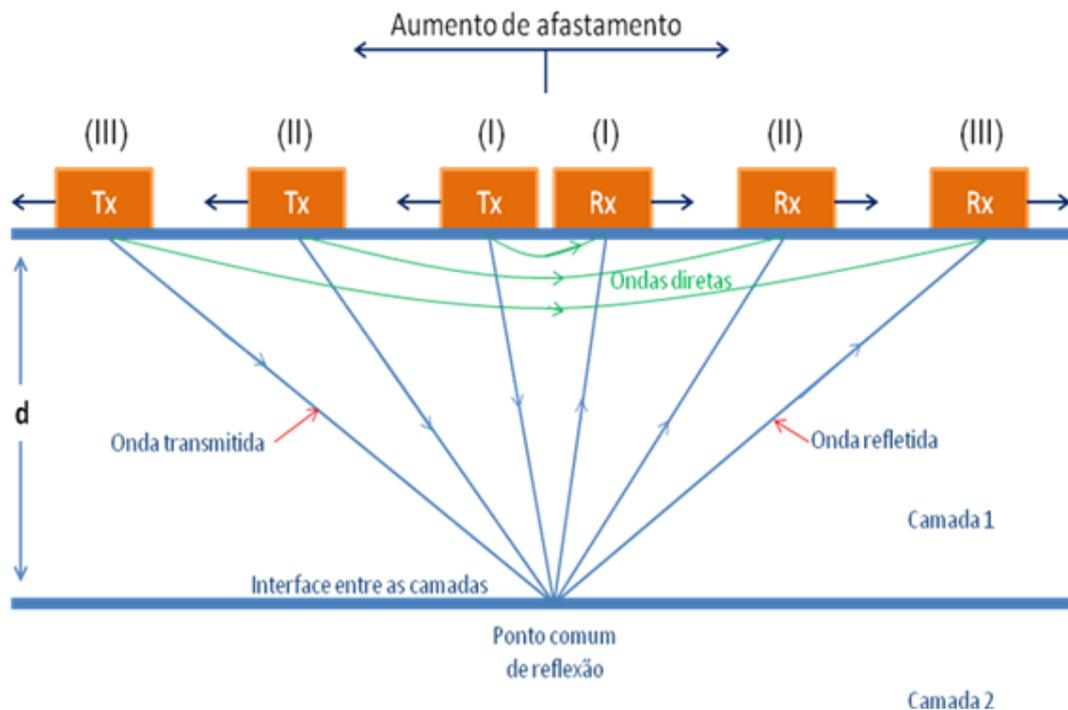 Aumento de afastamento
(III) (II) (I) (I) (II) (III)
Tx Tx Tx Rx Rx Rx
Ondas diretas
d
Onda transmitida
Onda refletida
Camada 1
Interface entre as camadas
Ponto comum
de reflexão
Camada 2